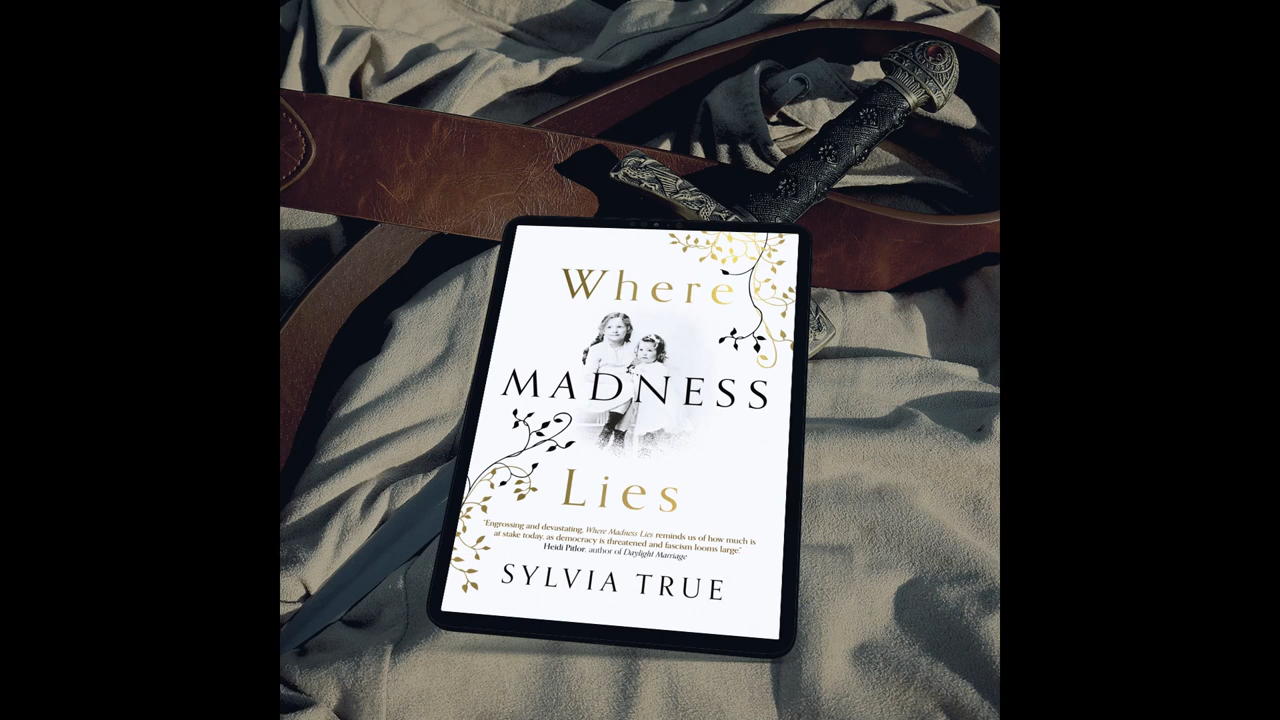 Where
MADNESS
Lies
"Engrossing and devastating, Where Madness Lies reminds us of how much is
at stake today, as democracy is threatened and fascism looms large."
Heidi Pitlor, author of Daylight Marriage
SYLVIA TRUE